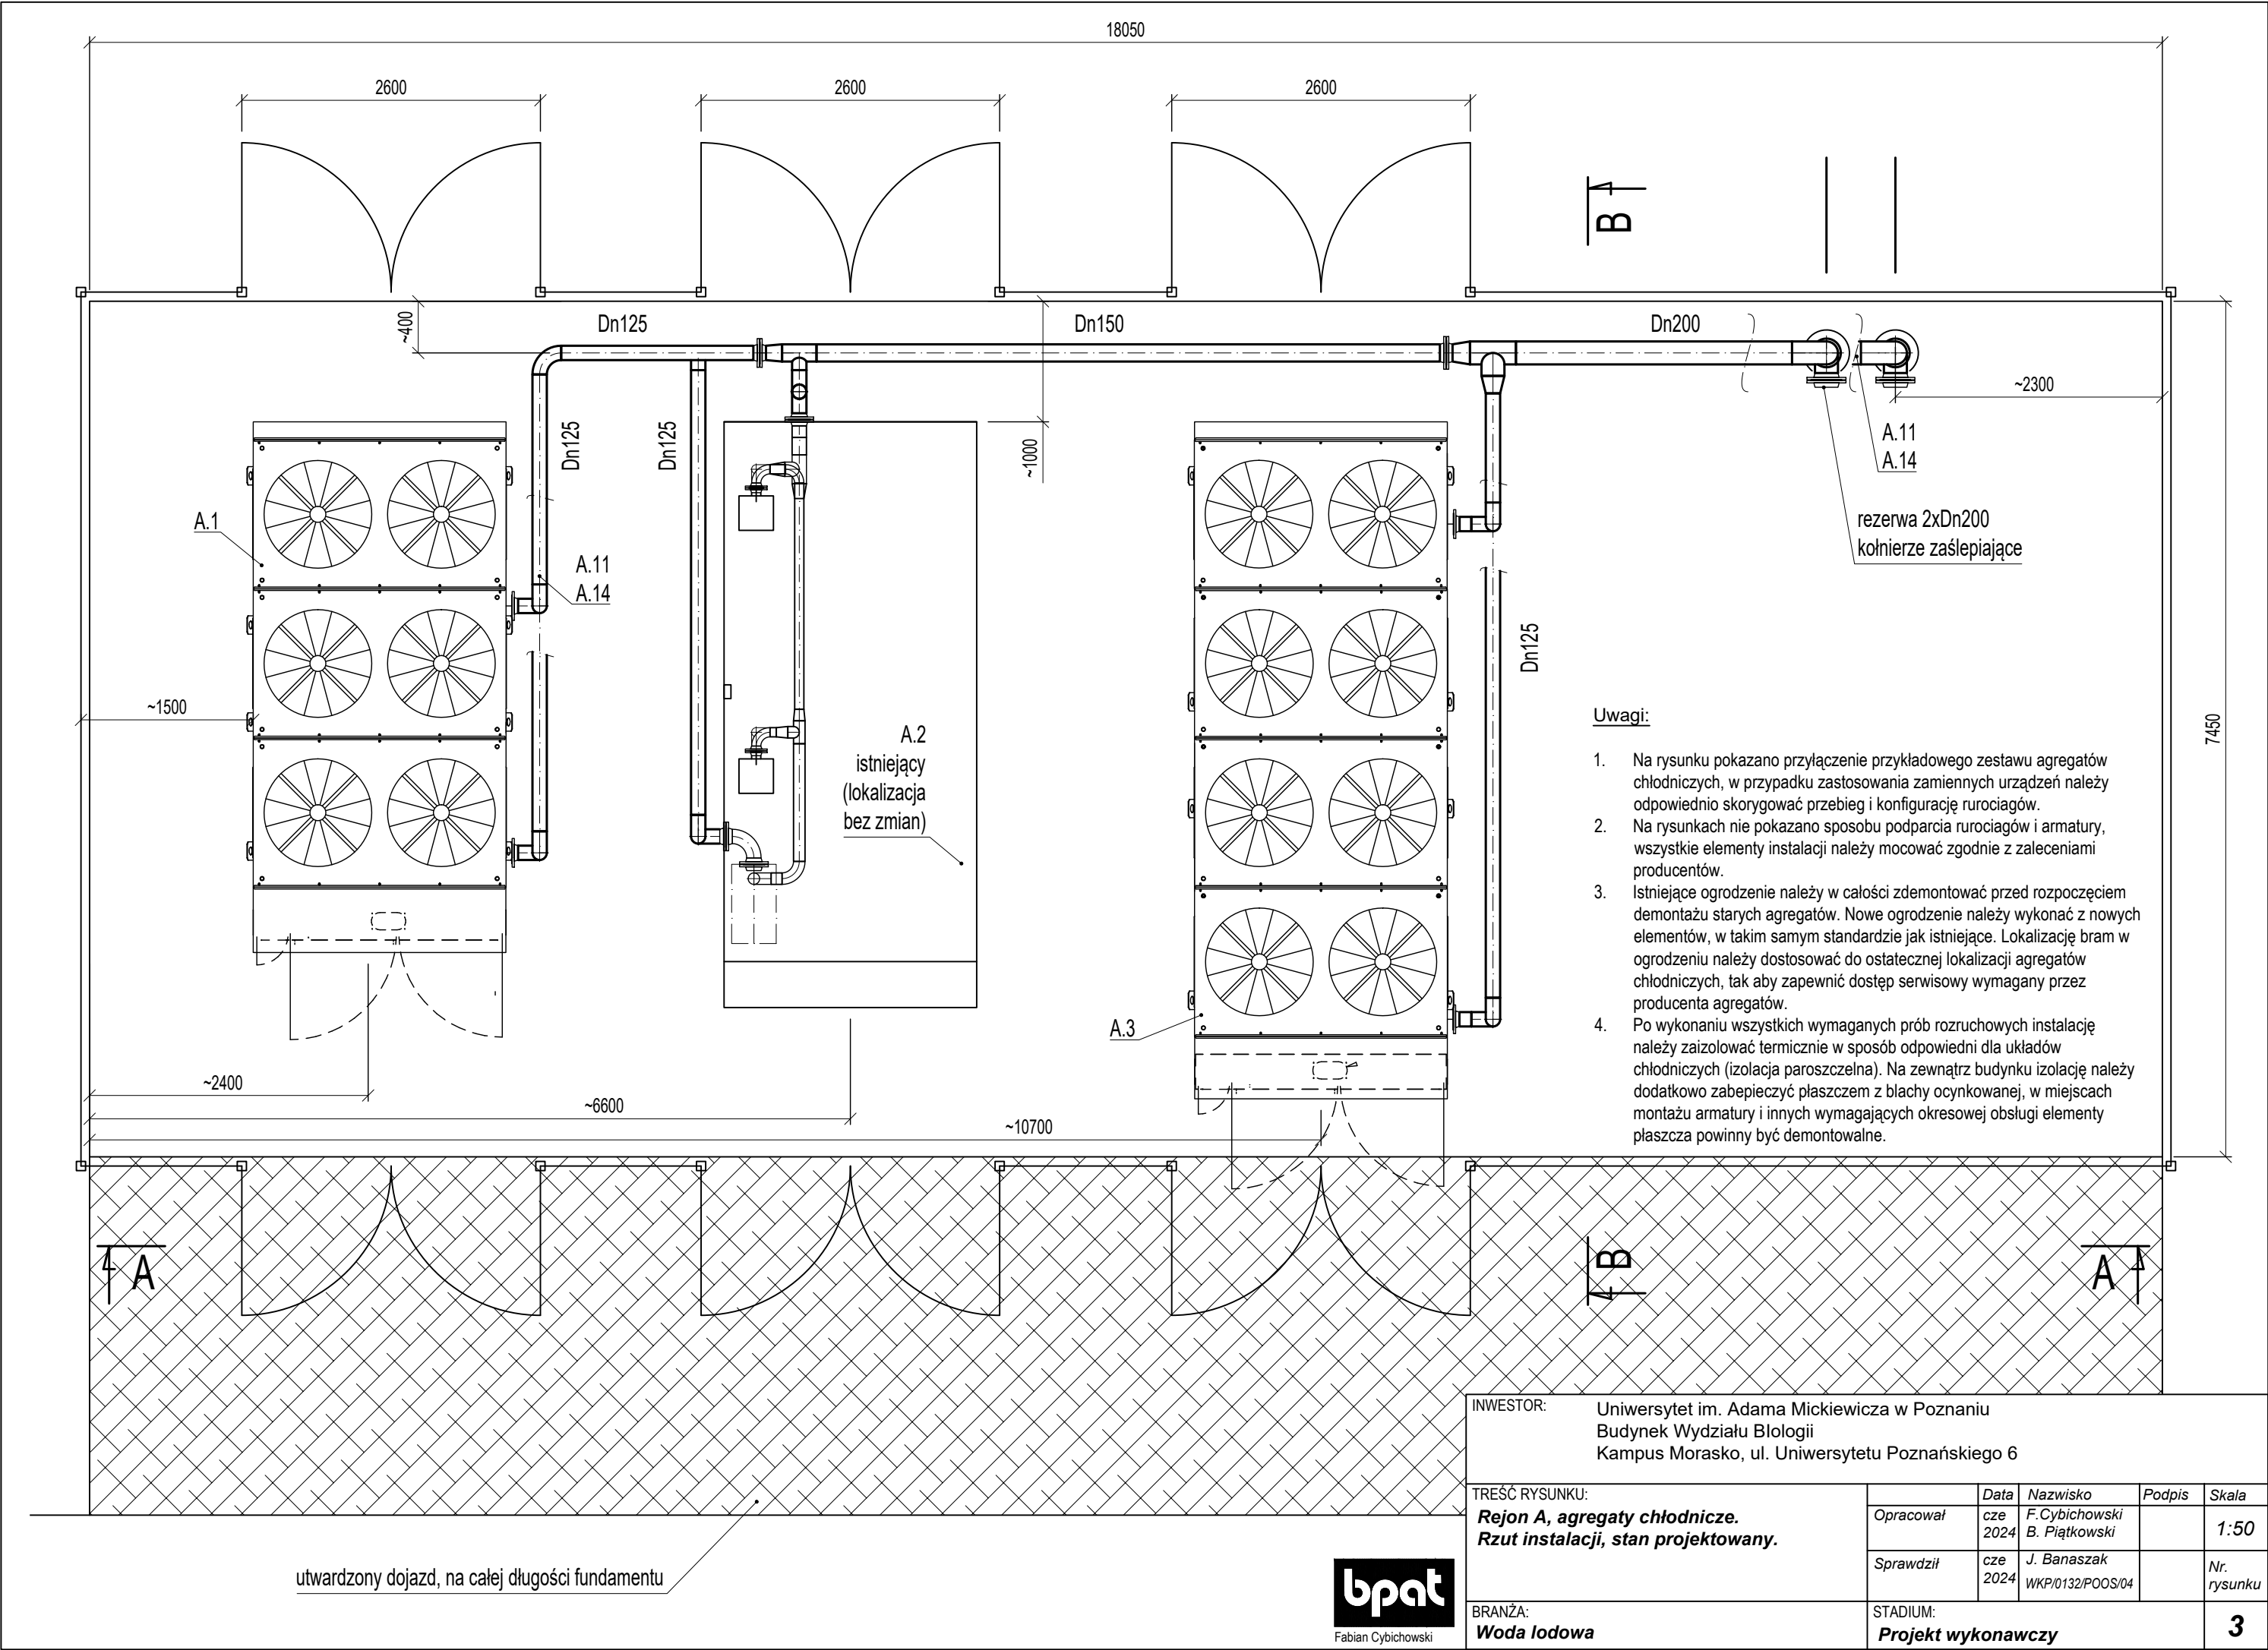 18050
2600
2600
2600
B
~400
Dn125
Dn150
Dn200
~2300
Dn125
Dn125
~1000
A.11
A.14
A.1
rezerwa 2xDn200
kołnierze zaślepiające
A.11
A.14
Dn125
~1500
A.2
istniejący
(lokalizacja
bez zmian)
7450
Uwagi:
1. Na rysunku pokazano przyłączenie przykładowego zestawu agregatów
chłodniczych, w przypadku zastosowania zamiennych urządzeń należy
odpowiednio skorygować przebieg i konfigurację rurociągów.
2. Na rysunkach nie pokazano sposobu podparcia rurociągów i armatury,
wszystkie elementy instalacji należy mocować zgodnie z zaleceniami
producentów.
3. Istniejące ogrodzenie należy w całości zdemontować przed rozpoczęciem
demontażu starych agregatów. Nowe ogrodzenie należy wykonać z nowych
elementów, w takim samym standardzie jak istniejące. Lokalizację bram w
ogrodzeniu należy dostosować do ostatecznej lokalizacji agregatów
chłodniczych, tak aby zapewnić dostęp serwisowy wymagany przez
producenta agregatów.
4. Po wykonaniu wszystkich wymaganych prób rozruchowych instalację
należy zaizolować termicznie w sposób odpowiedni dla układów
chłodniczych (izolacja paroszczelna). Na zewnątrz budynku izolację należy
dodatkowo zabepieczyć płaszczem z blachy ocynkowanej, w miejscach
montażu armatury i innych wymagających okresowej obsługi elementy
płaszcza powinny być demontowalne.
A.3
~2400
~6600
~10700
A
B
A
utwardzony dojazd, na całej długości fundamentu
bpat
Fabian Cybichowski
INWESTOR:
Uniwersytet im. Adama Mickiewicza w Poznaniu
Budynek Wydziału BIologii
Kampus Morasko, ul. Uniwersytetu Poznańskiego 6
TREŚĆ RYSUNKU:
Rejon A, agregaty chłodnicze.
Rzut instalacji, stan projektowany.
Data Nazwisko Podpis Skala
Opracował cze 2024 F.Cybichowski
B. Piątkowski
1:50
Sprawdził cze 2024 J. Banaszak
WKP/0132/POOS/04
Nr.
rysunku
BRANŻA:
Woda lodowa
STADIUM:
Projekt wykonawczy
3